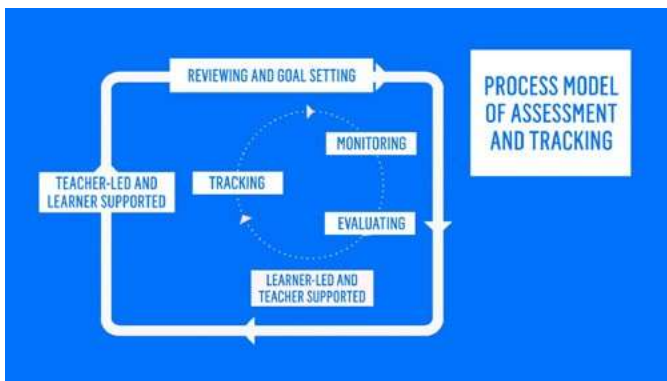 REVIEWING AND GOAL SETTING
PROCESS MODEL
OF ASSESSMENT
AND TRACKING
MONITORING
TRACKING
TEACHER-LED AND
LEARNER SUPPORTED
EVALUATING
LEARNER-LED AND
TEACHER SUPPORTED